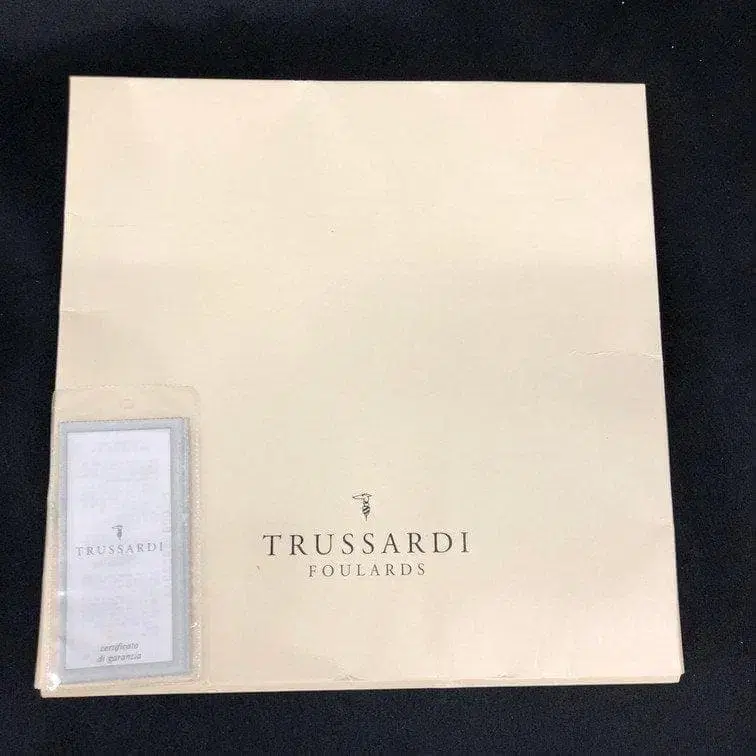 TRUSSARDI
FOULARDS
TRUSSARDI
certificato
di garanzia